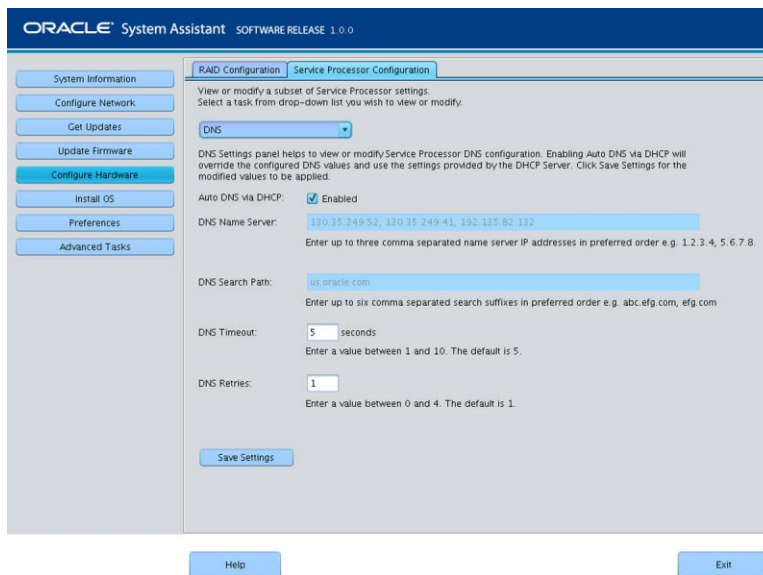 ORACLE System Assistant SOFTWARE RELEASE 1.0.0
System Information
Configure Network
Get Updates
Update Firmware
Configure Hardware
Install OS
Preferences
Advanced Tasks
RAID Configuration
Service Processor Configuration
View or modify a subset of Service Processor settings.
Select a task from drop-down list you wish to view or modify.
DNS
DNS Settings panel helps to view or modify Service Processor DNS configuration. Enabling Auto DNS via DHCP will
override the configured DNS values and use the settings provided by the DHCP Server. Click Save Settings for the
modified values to be applied.
Auto DNS via DHCP: Enabled
DNS Name Server: 130.35.249.52, 130.35.249.41, 192.135.82.132
Enter up to three comma separated name server IP addresses in preferred order e.g. 1.2.3.4, 5.6.7.8.
DNS Search Path: us.oracle.com
Enter up to six comma separated search suffixes in preferred order e.g. abc.efg.com, efg.com
DNS Timeout: 5 seconds
Enter a value between 1 and 10. The default is 5.
DNS Retries: 1
Enter a value between 0 and 4. The default is 1.
Save Settings
Help
Exit